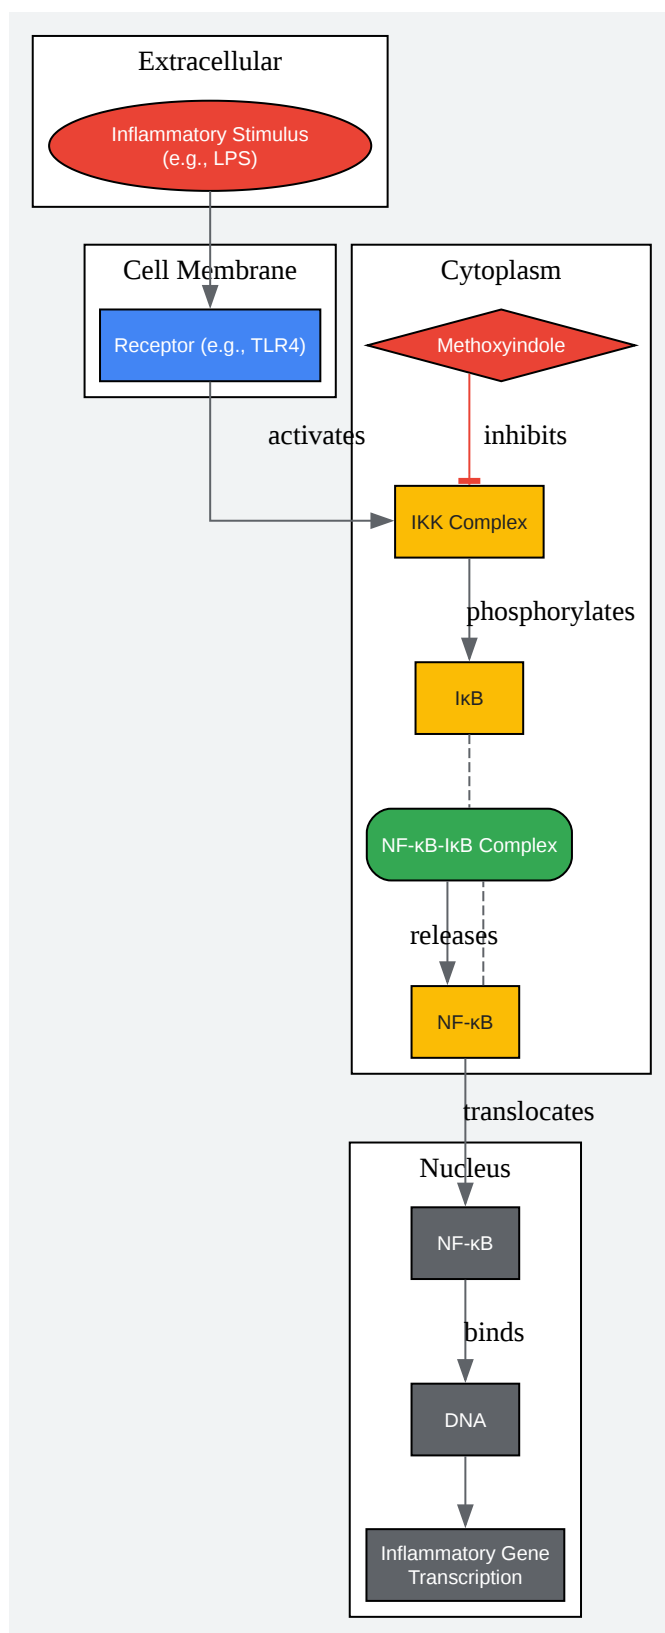 Extracellular
Inflammatory Stimulus
(e.g., LPS)
Cell Membrane
Receptor (e.g., TLR4)
Cytoplasm
Methoxyindole
activates
inhibits
IKK Complex
phosphorylates
IκB
NF-κB-IκB Complex
releases
NF-κB
translocates
Nucleus
NF-κB
binds
DNA
Inflammatory Gene
Transcription